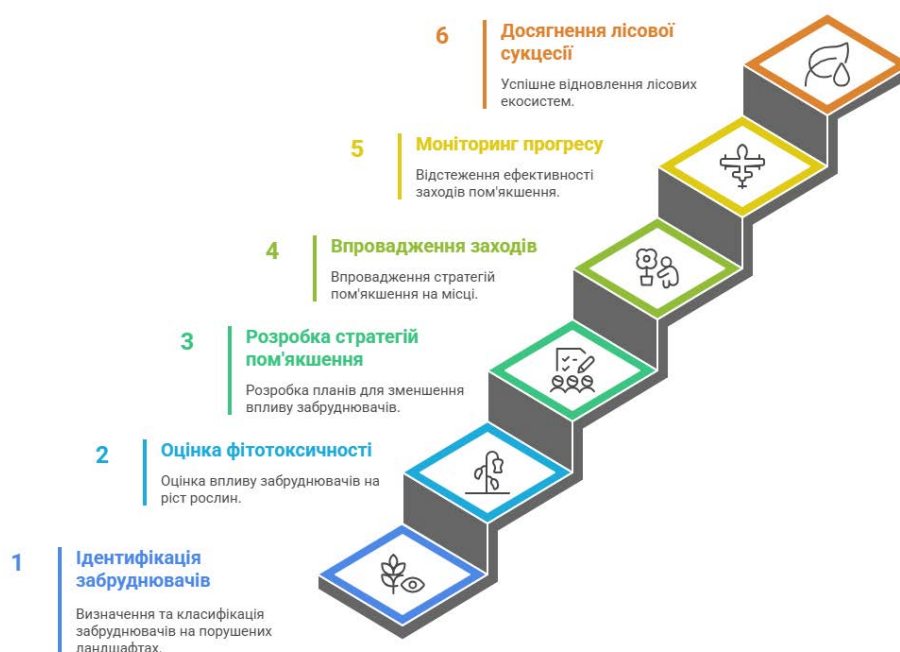 6
Досягнення лісової
сукцесії
Успішне відновлення лісових
екосистем.
5
Моніторинг прогресу
Відстеження ефективності
заходів пом'якшення.
4
Впровадження заходів
Впровадження стратегій
пом'якшення на місці.
3
Розробка стратегій
пом'якшення
Розробка планів для зменшення
впливу забруднювачів.
2
Оцінка фітотоксичності
Оцінка впливу забруднювачів на
ріст рослин.
1
Ідентифікація
забруднювачів
Визначення та класифікація
забруднювачів на порушених
ландшафтах.